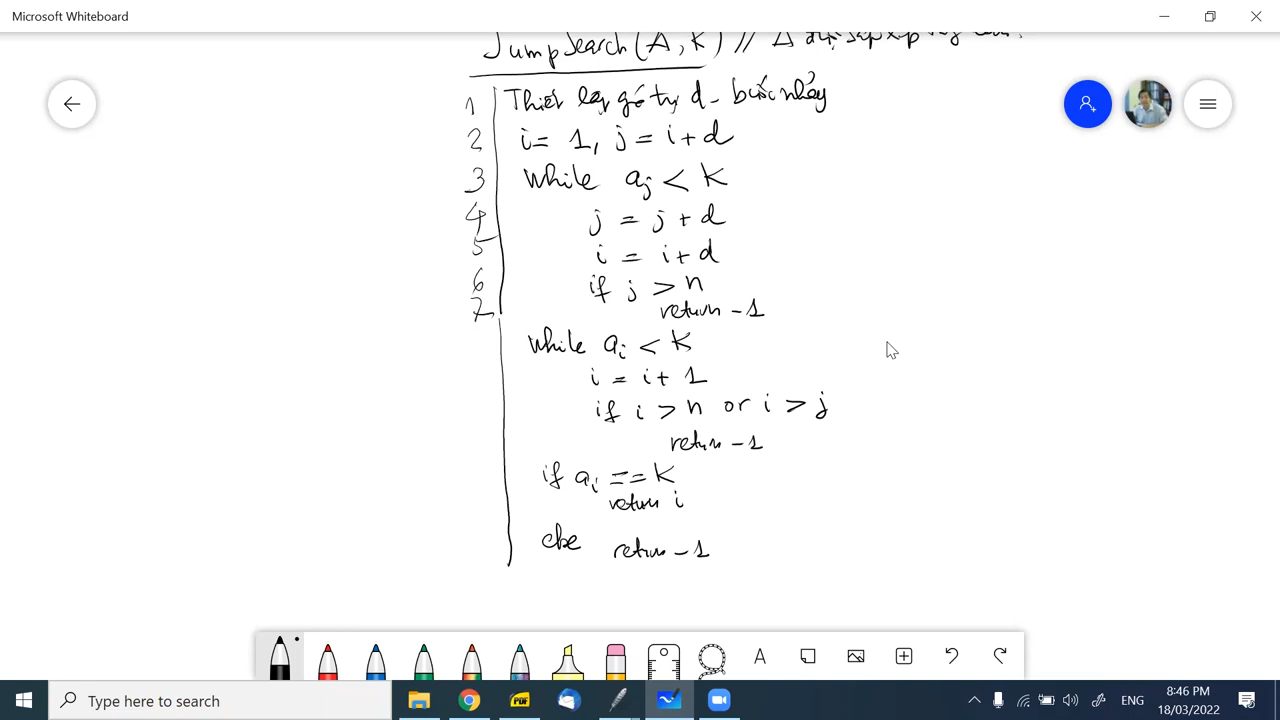 Microsoft Whiteboard
JumpSearch(A, K) // A được sắp xếp
1 Thiết lập giá trị d - bước nhảy
2 i = 1, j = i + d
3 While aj < K
4 j = j + d
5 i = i + d
6 if j > n
7 return -1
while ai < K
i = i + 1
if i > n or i > j
return -1
if ai == K
return i
else return -1
Type here to search
PDF
ENG
8:46 PM
18/03/2022